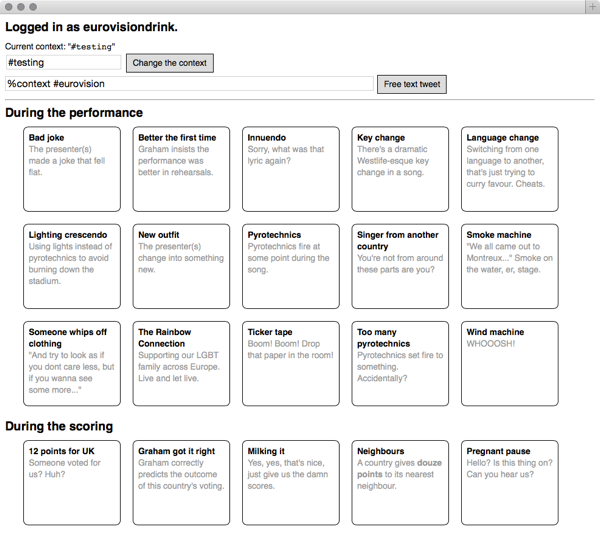 Logged in as eurovisiondrink.
Current context: "#testing"
#testing
Change the context
%context #eurovision
Free text tweet
During the performance
Bad joke
The presenter(s)
made a joke that fell
flat.
Better the first time
Graham insists the
performance was
better in rehearsals.
Innuendo
Sorry, what was that
lyric again?
Key change
There's a dramatic
Westlife-esque key
change in a song.
Language change
Switching from one
language to another,
that's just trying to
curry favour. Cheats.
Lighting crescendo
Using lights instead of
pyrotechnics to avoid
burning down the
stadium.
New outfit
The presenter(s)
change into something
new.
Pyrotechnics
Pyrotechnics fire at
some point during the
song.
Singer from another
country
You're not from around
these parts are you?
Smoke machine
"We all came out to
Montreux..." Smoke on
the water, er, stage.
Someone whips off
clothing
"And try to look as if
you dont care less, but
if you wanna see
some more..."
The Rainbow
Connection
Supporting our LGBT
family across Europe.
Live and let live.
Ticker tape
Boom! Boom! Drop
that paper in the room!
Too many
pyrotechnics
Pyrotechnics set fire to
something.
Accidentally?
Wind machine
WHOOOSH!
During the scoring
12 points for UK
Someone voted for
us? Huh?
Graham got it right
Graham correctly
predicts the outcome
of this country's voting.
Milking it
Yes, yes, that's nice,
just give us the damn
scores.
Neighbours
A country gives douze
points to its nearest
neighbour.
Pregnant pause
Hello? Is this thing on?
Can you hear us?